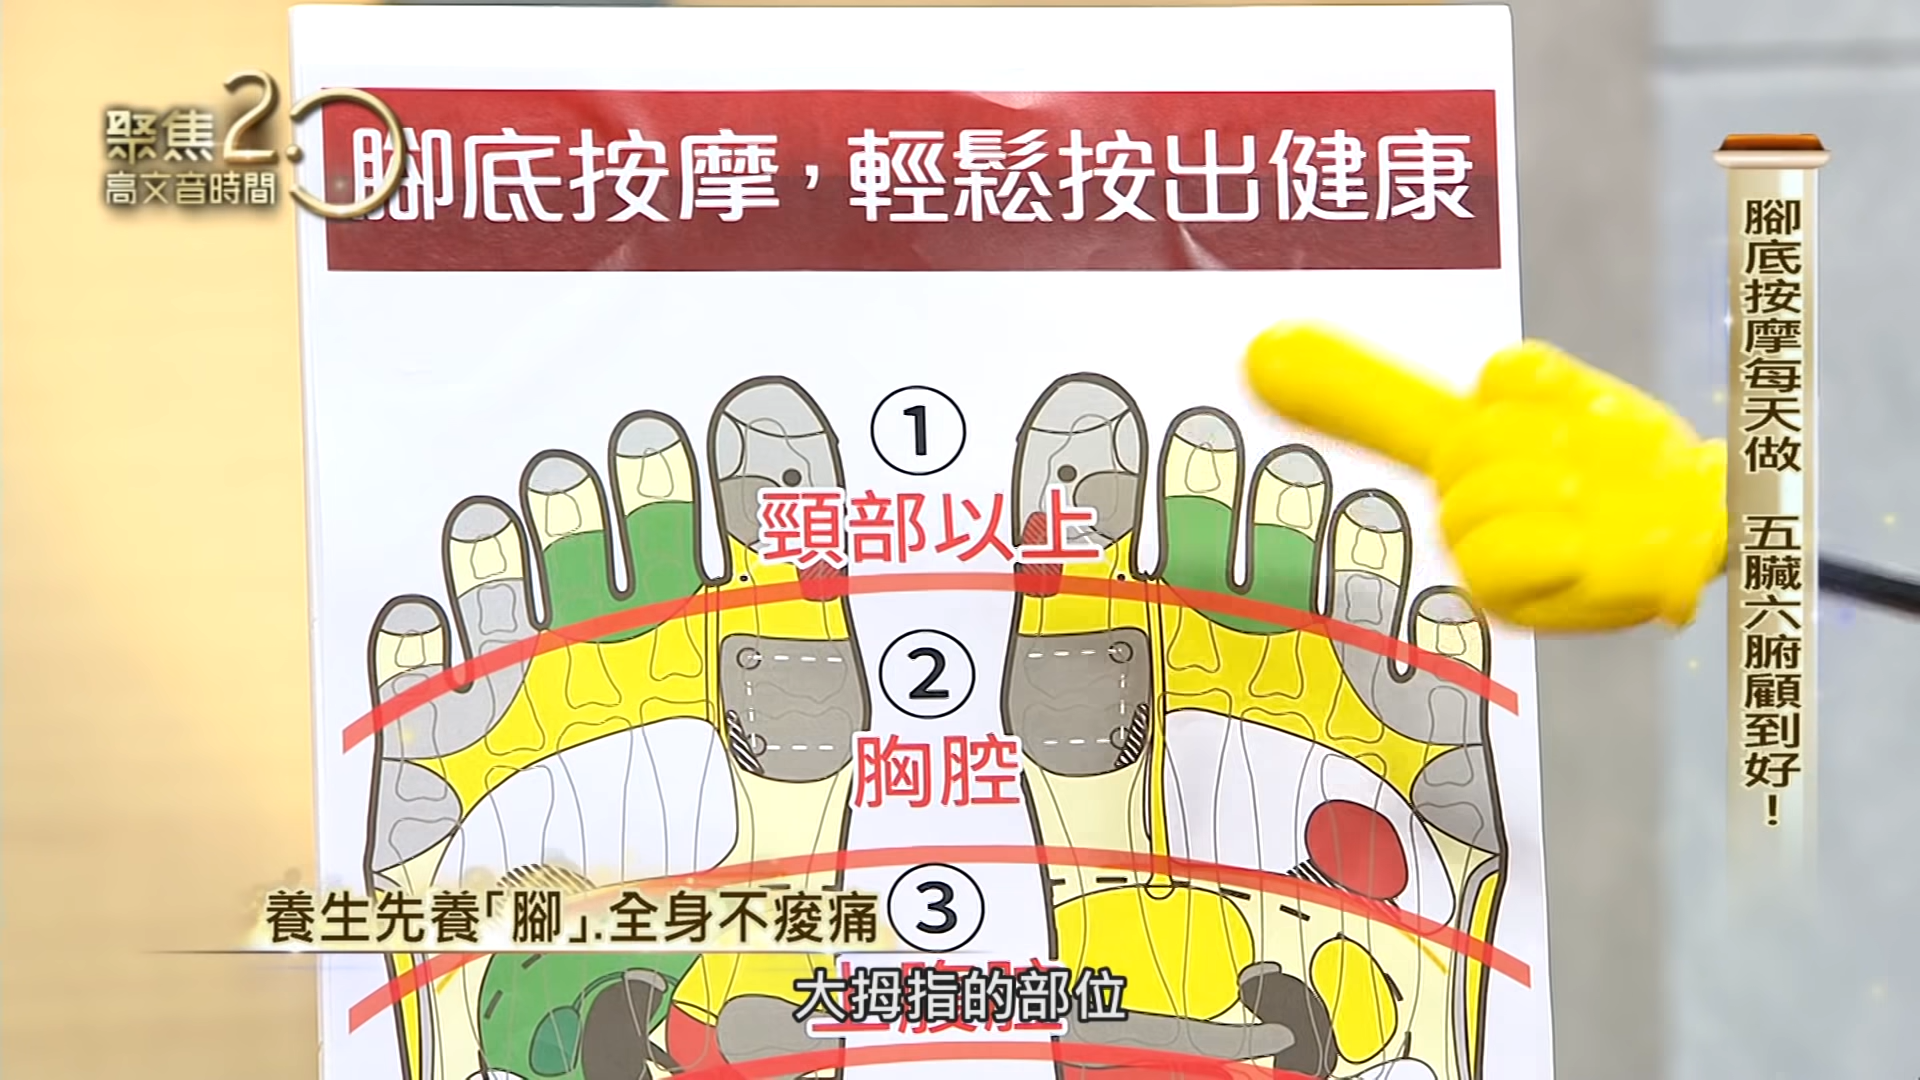 聚焦2.0
高文音時間
腳底按摩，輕鬆按出健康
腳底按摩每天做 五臟六腑顧到好！
①
頸部以上
②
胸腔
③
上腹腔
養生先養「腳」.全身不痠痛
大拇指的部位